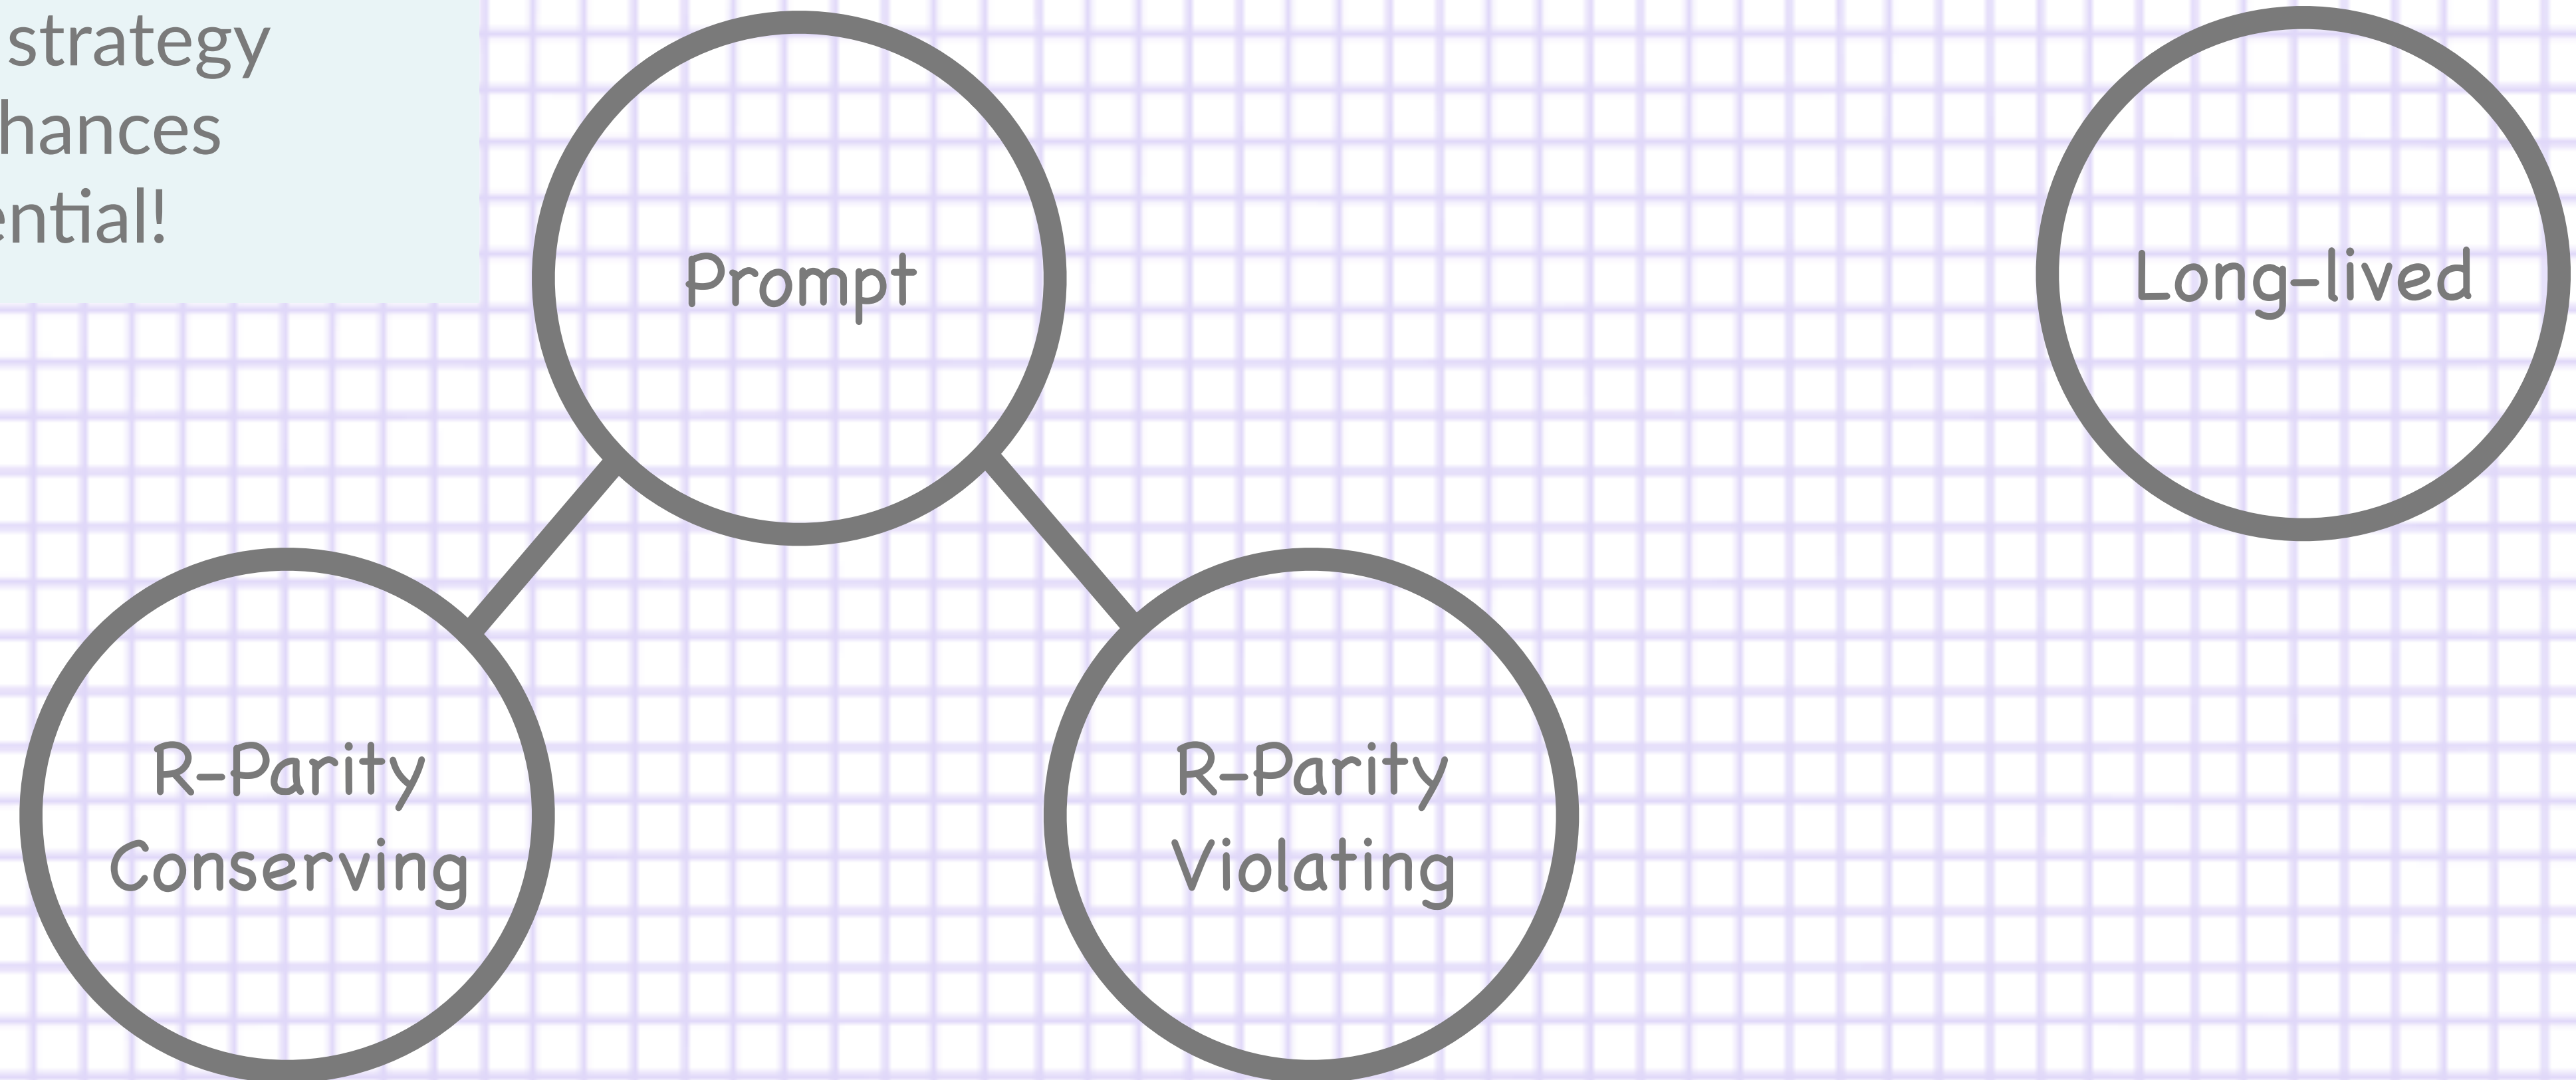 strategy
hances
ential!
Prompt
Long-lived
R-Parity
Conserving
R-Parity
Violating